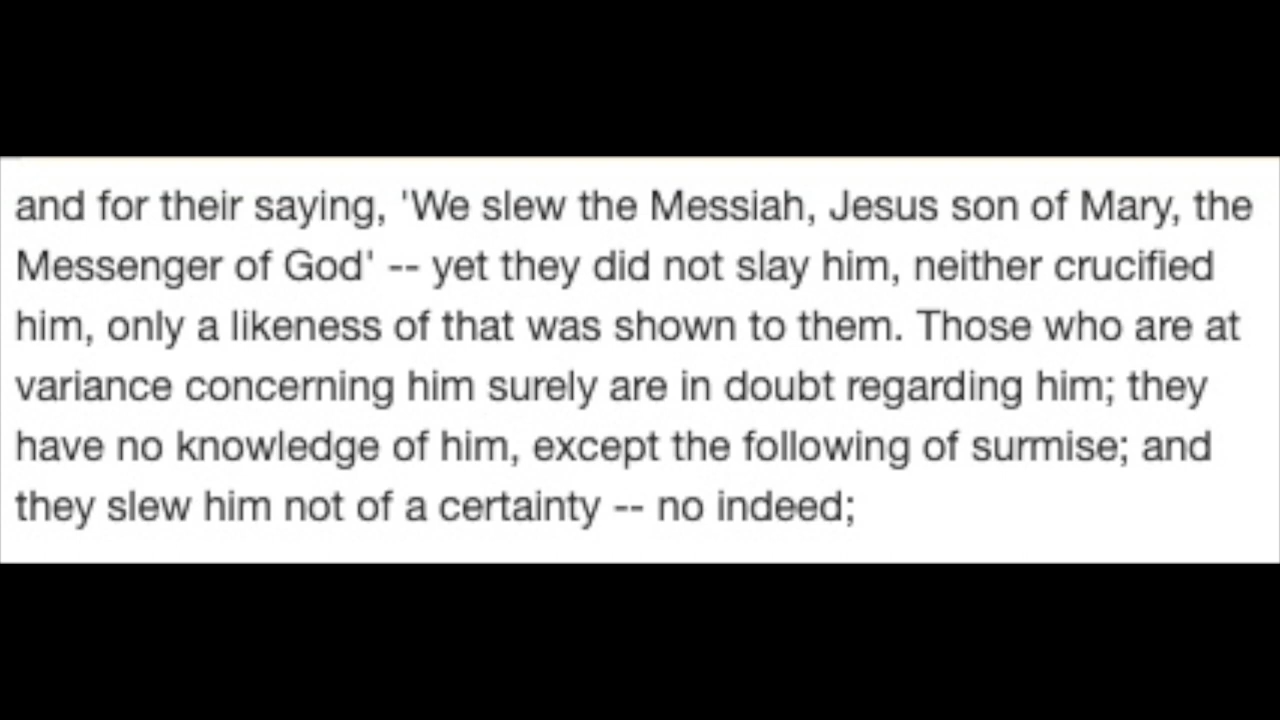 and for their saying, 'We slew the Messiah, Jesus son of Mary, the
Messenger of God' -- yet they did not slay him, neither crucified
him, only a likeness of that was shown to them. Those who are at
variance concerning him surely are in doubt regarding him; they
have no knowledge of him, except the following of surmise; and
they slew him not of a certainty -- no indeed;